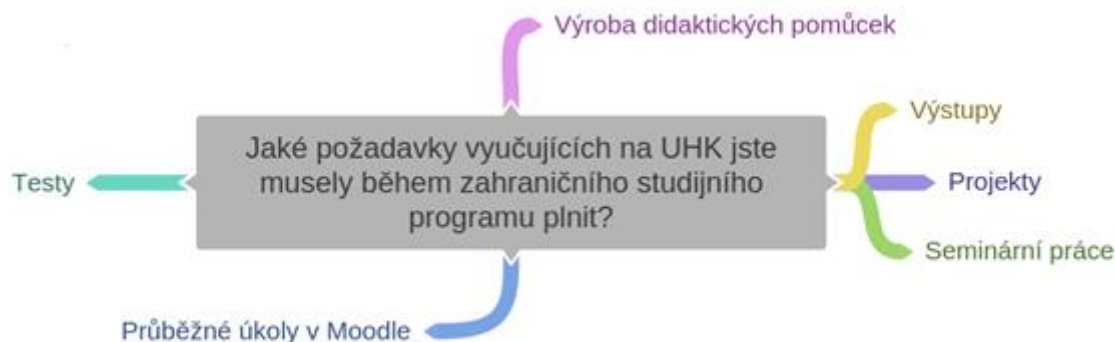 Výroba didaktických pomůcek
Výstupy
Jaké požadavky vyučujících na UHK jste
musely během zahraničního studijního
programu plnit?
Testy
Projekty
Seminární práce
Průběžné úkoly v Moodle